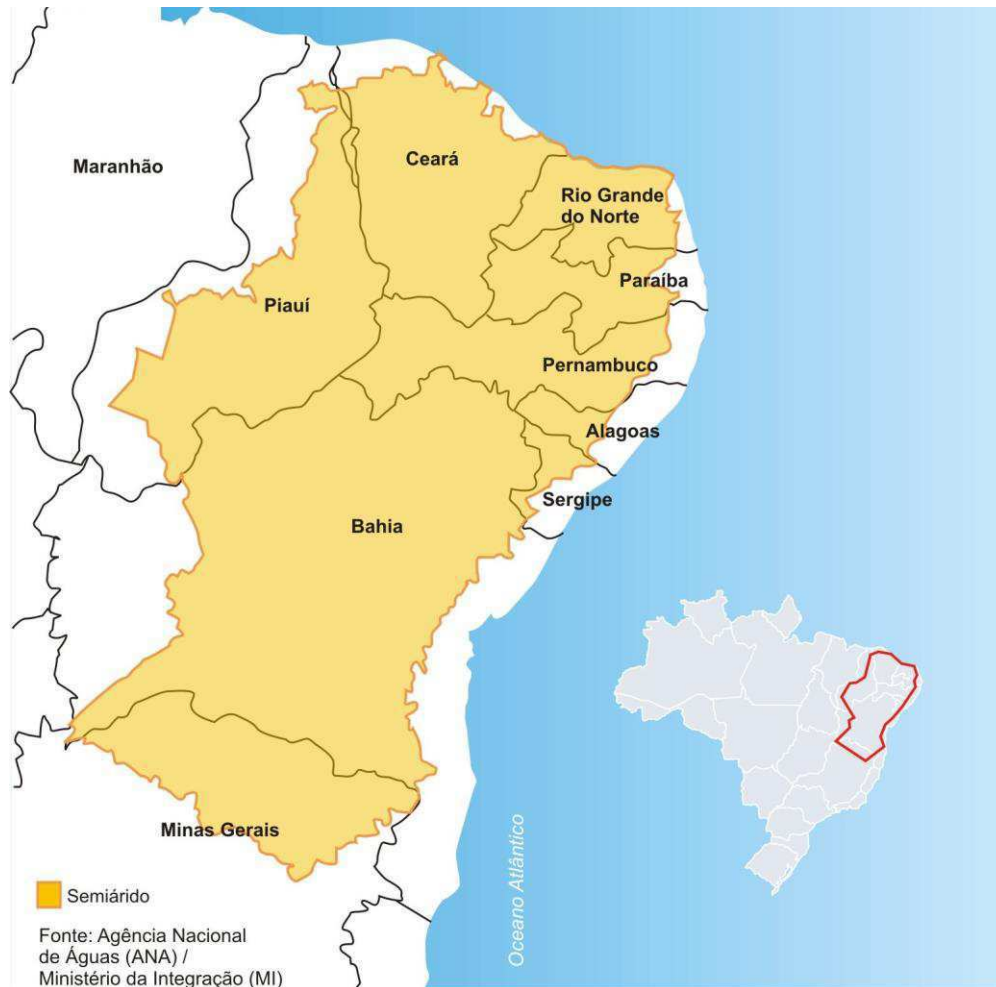 Maranhão
Ceará
Rio Grande
do Norte
Paraíba
Piauí
Pernambuco
Alagoas
Sergipe
Bahia
Minas Gerais
Oceano Atlântico
Semiárido
Fonte: Agência Nacional
de Águas (ANA) /
Ministério da Integração (MI)